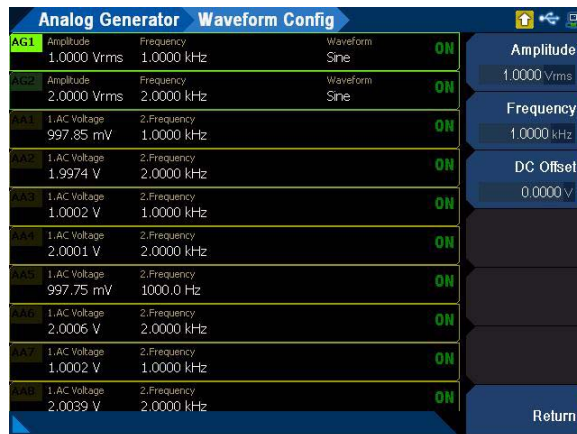 Analog Generator Waveform Config
AG1 Amplitude Frequency Waveform ON
1.0000 Vrms 1.0000 kHz Sine
AG2 Amplitude Frequency Waveform ON
2.0000 Vrms 2.0000 kHz Sine
AA1 1.AC Voltage 2.Frequency ON
997.85 mV 1.0000 kHz
AA2 1.AC Voltage 2.Frequency ON
1.9974 V 2.0000 kHz
AA3 1.AC Voltage 2.Frequency ON
1.0002 V 1.0000 kHz
AA4 1.AC Voltage 2.Frequency ON
2.0001 V 2.0000 kHz
AA5 1.AC Voltage 2.Frequency ON
997.75 mV 1000.0 Hz
AA6 1.AC Voltage 2.Frequency ON
2.0006 V 2.0000 kHz
AA7 1.AC Voltage 2.Frequency ON
1.0002 V 1.0000 kHz
AA8 1.AC Voltage 2.Frequency ON
2.0039 V 2.0000 kHz
Amplitude
1.0000 Vrms
Frequency
1.0000 kHz
DC Offset
0.0000 V
Return